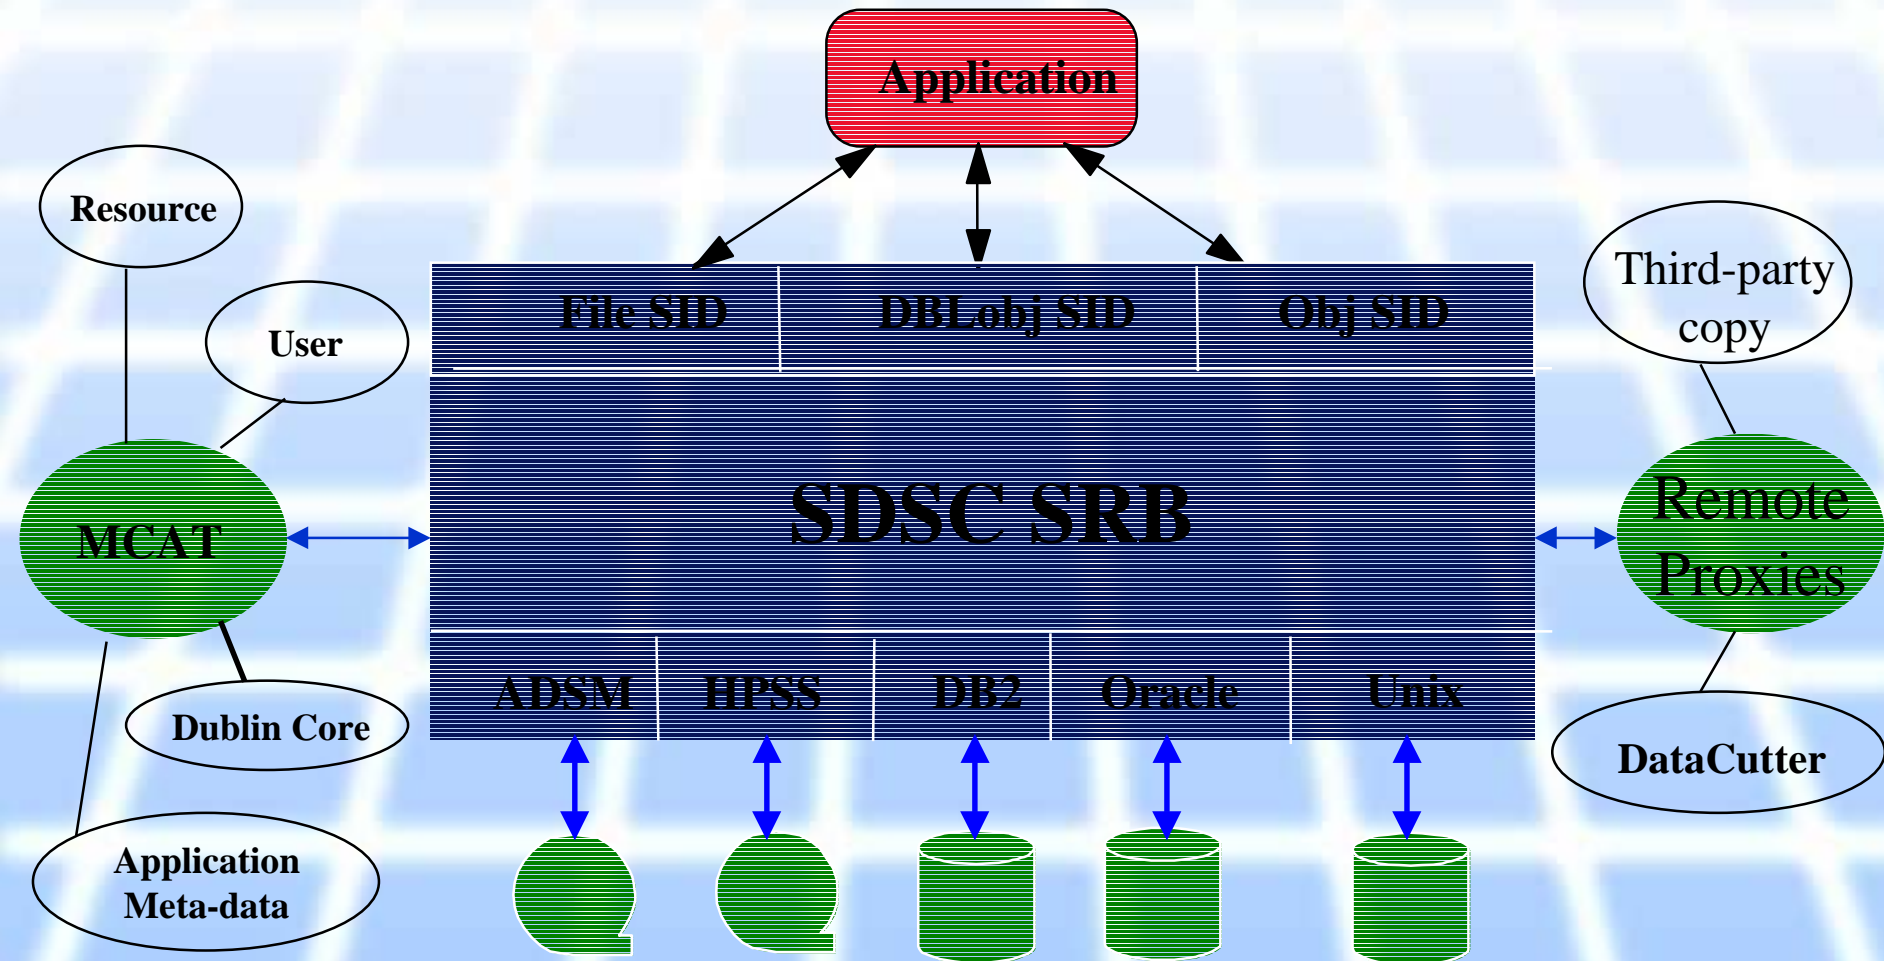 Application
Resource
User
Third-party
copy
File SID
DBLobj SID
Obj SID
MCAT
SDSC SRB
Remote
Proxies
ADSM
HPSS
DB2
Oracle
Unix
Dublin Core
DataCutter
Application
Meta-data